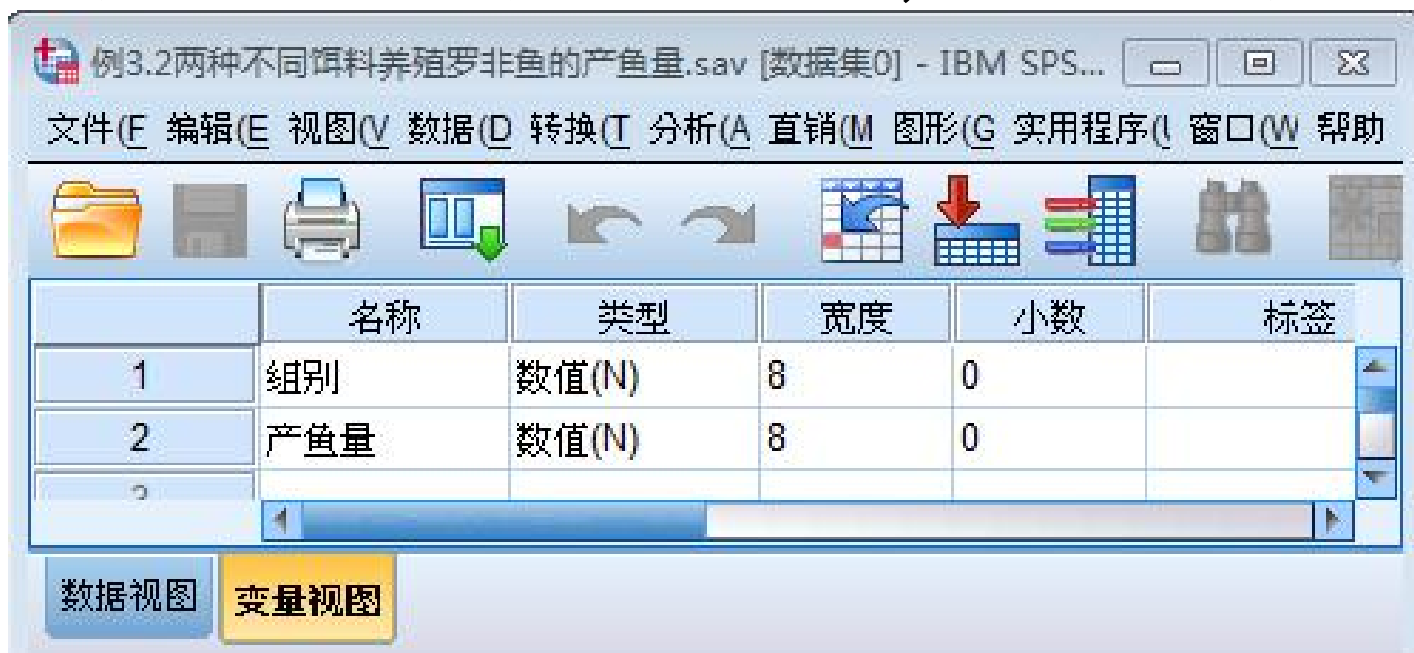 例3.2两种不同饵料养殖罗非鱼的产鱼量.sav [数据集0] - IBM SPS...
文件(F 编辑(E 视图(V 数据(D 转换(T 分析(A 直销(M 图形(G 实用程序(U 窗口(W 帮助
名称 类型 宽度 小数 标签
1 组别 数值(N) 8 0
2 产鱼量 数值(N) 8 0
数据视图 变量视图